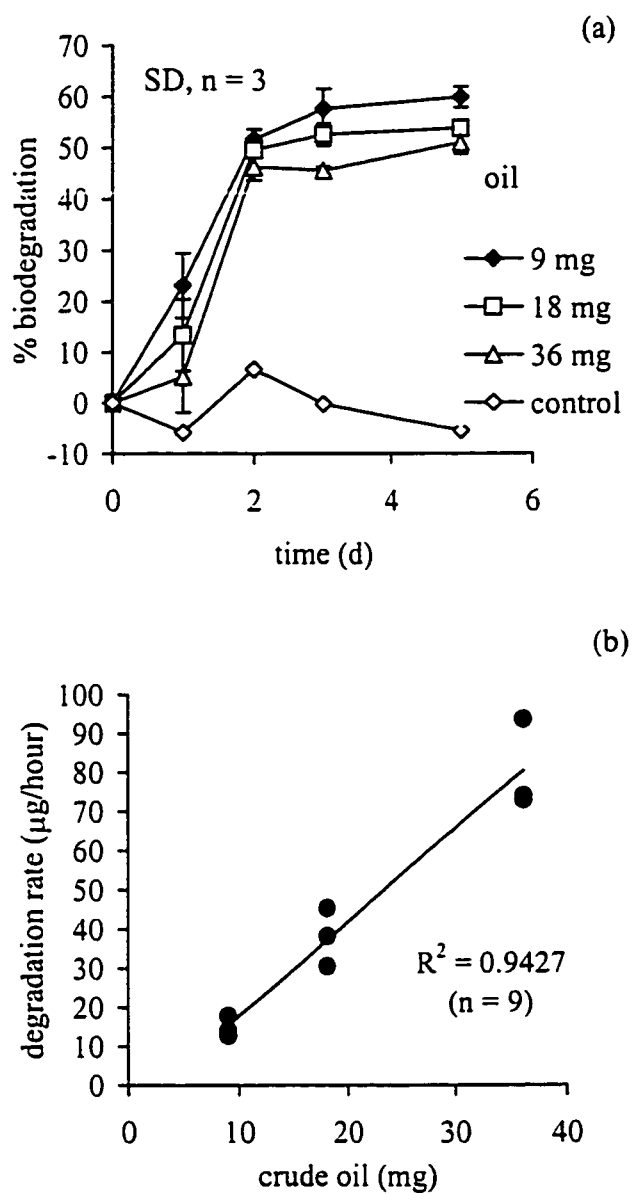 (a)
70
60
50
40
30
20
10
0
-10
% biodegradation
SD, n = 3
oil
9 mg
18 mg
36 mg
control
0 2 4 6
time (d)
(b)
100
90
80
70
60
50
40
30
20
10
0
degradation rate (µg/hour)
R² = 0.9427
(n = 9)
0 10 20 30 40
crude oil (mg)